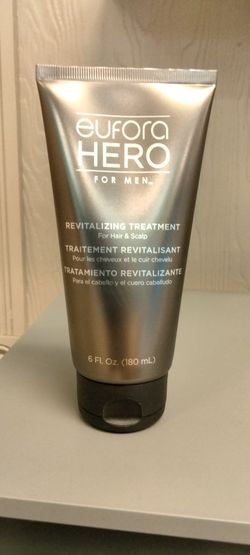 eufora
HERO
FOR MEN™
REVITALIZING TREATMENT
For Hair & Scalp
TRAITEMENT REVITALISANT
Pour les cheveux et le cuir chevelu
TRATAMIENTO REVITALIZANTE
Para el cabello y el cuero cabelludo
6 Fl. Oz. (180 mL)